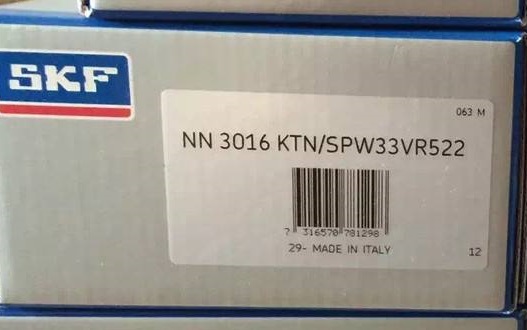 SKF
063 M
NN 3016 KTN/SPW33VR522
7 316570 781298
29- MADE IN ITALY
12